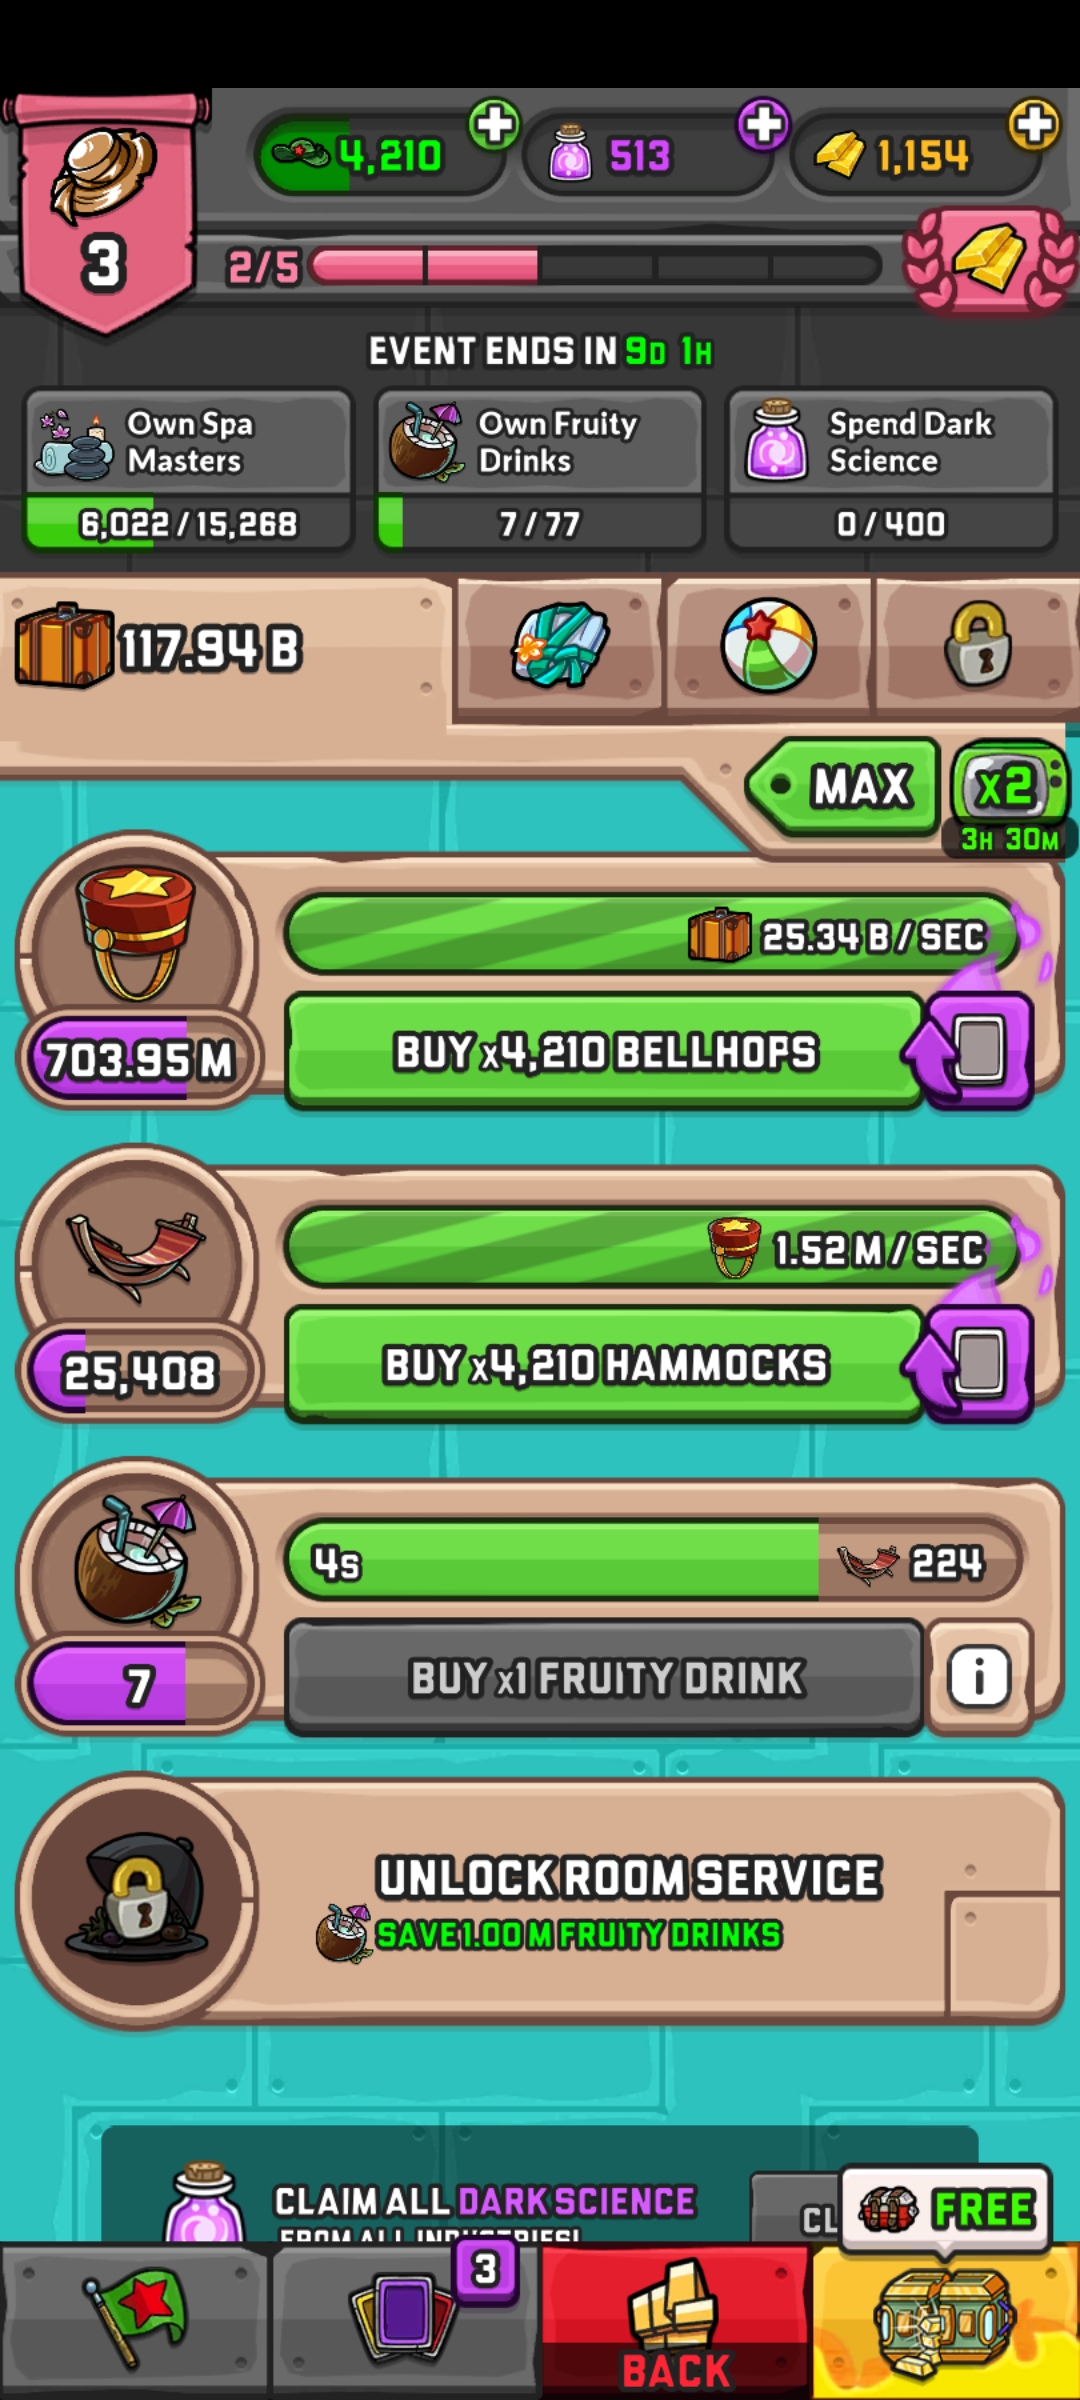 4,210
513
1,154
3
2/5
EVENT ENDS IN 9D 1H
Own Spa
Masters
6,022/15,268
Own Fruity
Drinks
7/77
Spend Dark
Science
0/400
117.94 B
MAX
x2
3H 30M
25.34 B/SEC
703.95 M
BUY x4,210 BELLHOPS
1.52 M/SEC
25,408
BUY x4,210 HAMMOCKS
4s
224
7
BUY x1 FRUITY DRINK
i
UNLOCK ROOM SERVICE
SAVE 1.00 M FRUITY DRINKS
CLAIM ALL DARK SCIENCE
FROM ALL INDUSTRIES!
CL
FREE
3
BACK